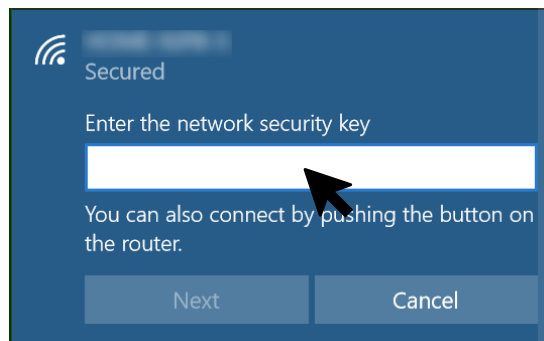 Secured
Enter the network security key
You can also connect by pushing the button on
the router.
Next
Cancel